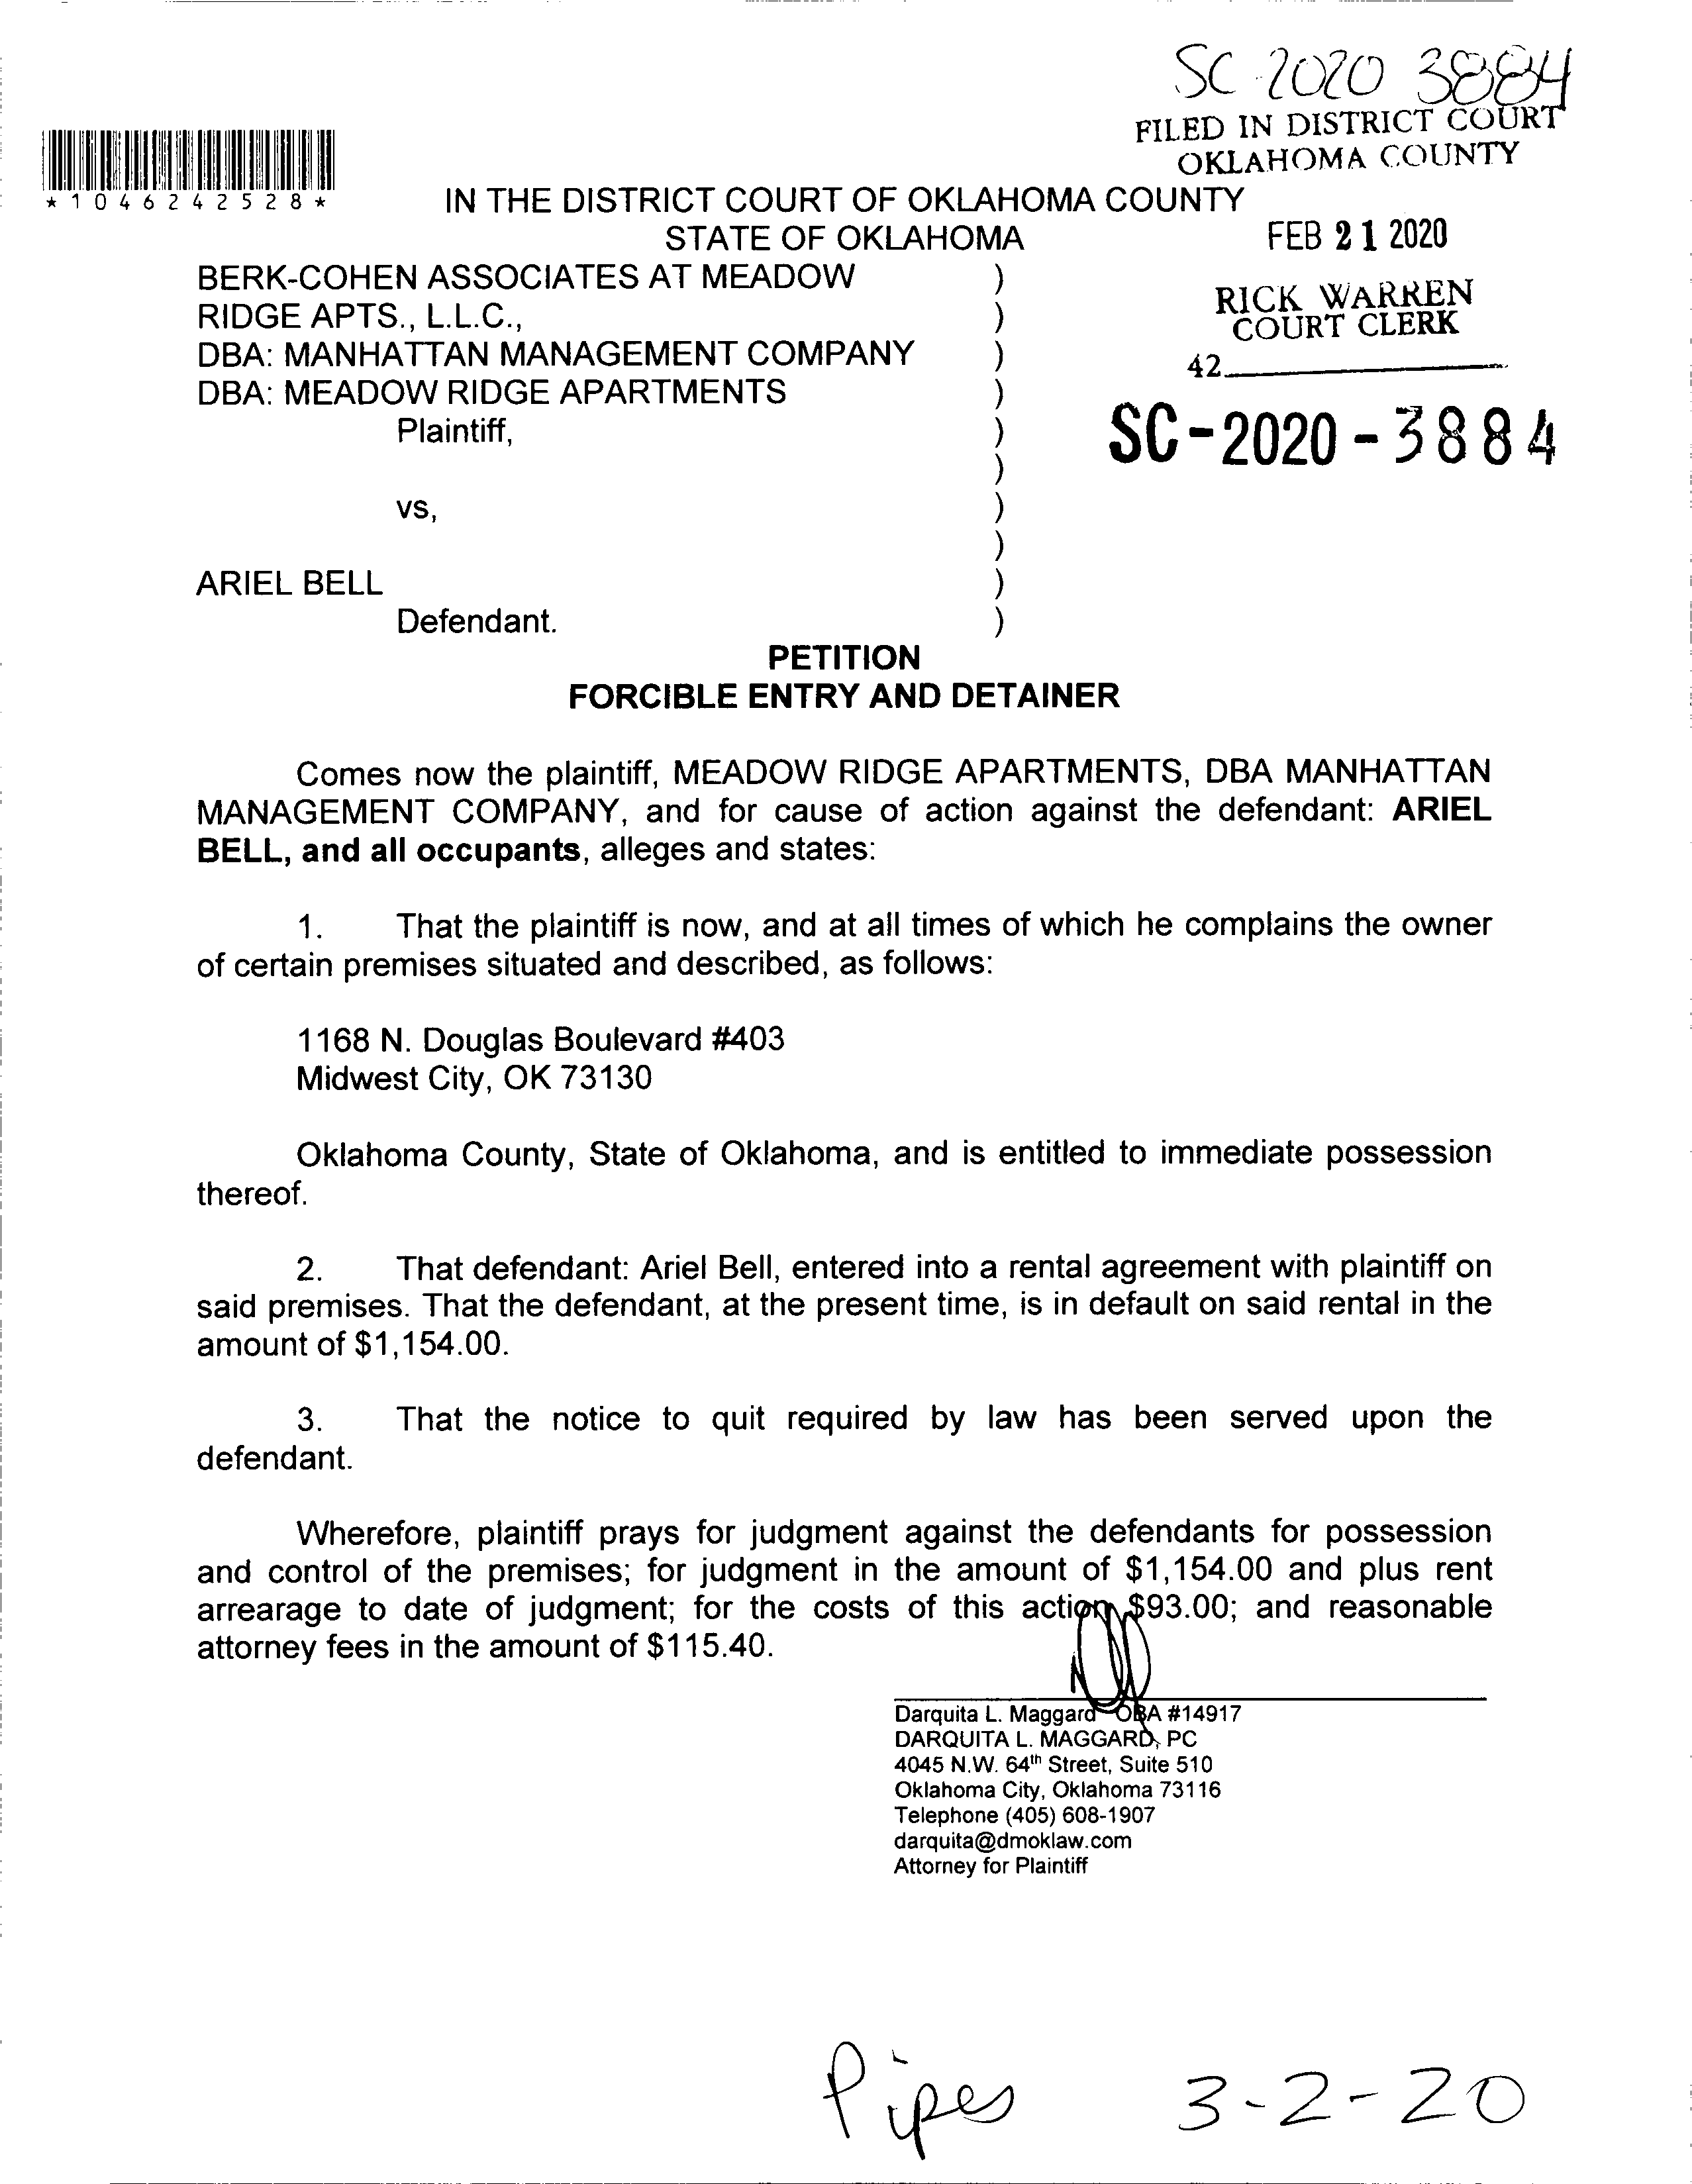 SC 2020 3884
FILED IN DISTRICT COURT
OKLAHOMA COUNTY
*1046242528*
IN THE DISTRICT COURT OF OKLAHOMA COUNTY
STATE OF OKLAHOMA
FEB 21 2020
BERK-COHEN ASSOCIATES AT MEADOW )
RIDGE APTS., L.L.C., )
DBA: MANHATTAN MANAGEMENT COMPANY )
DBA: MEADOW RIDGE APARTMENTS )
Plaintiff, )
)
vs, )
)
ARIEL BELL )
Defendant. )
RICK WARREN
COURT CLERK
42
SC-2020-3884
PETITION
FORCIBLE ENTRY AND DETAINER
Comes now the plaintiff, MEADOW RIDGE APARTMENTS, DBA MANHATTAN
MANAGEMENT COMPANY, and for cause of action against the defendant: ARIEL
BELL, and all occupants, alleges and states:
1. That the plaintiff is now, and at all times of which he complains the owner
of certain premises situated and described, as follows:
1168 N. Douglas Boulevard #403
Midwest City, OK 73130
Oklahoma County, State of Oklahoma, and is entitled to immediate possession
thereof.
2. That defendant: Ariel Bell, entered into a rental agreement with plaintiff on
said premises. That the defendant, at the present time, is in default on said rental in the
amount of $1,154.00.
3. That the notice to quit required by law has been served upon the
defendant.
Wherefore, plaintiff prays for judgment against the defendants for possession
and control of the premises; for judgment in the amount of $1,154.00 and plus rent
arrearage to date of judgment; for the costs of this action $93.00; and reasonable
attorney fees in the amount of $115.40.
Darquita L. Maggard OBA #14917
DARQUITA L. MAGGARD, PC
4045 N.W. 64th Street, Suite 510
Oklahoma City, Oklahoma 73116
Telephone (405) 608-1907
darquita@dmoklaw.com
Attorney for Plaintiff
Pipes 3-2-20